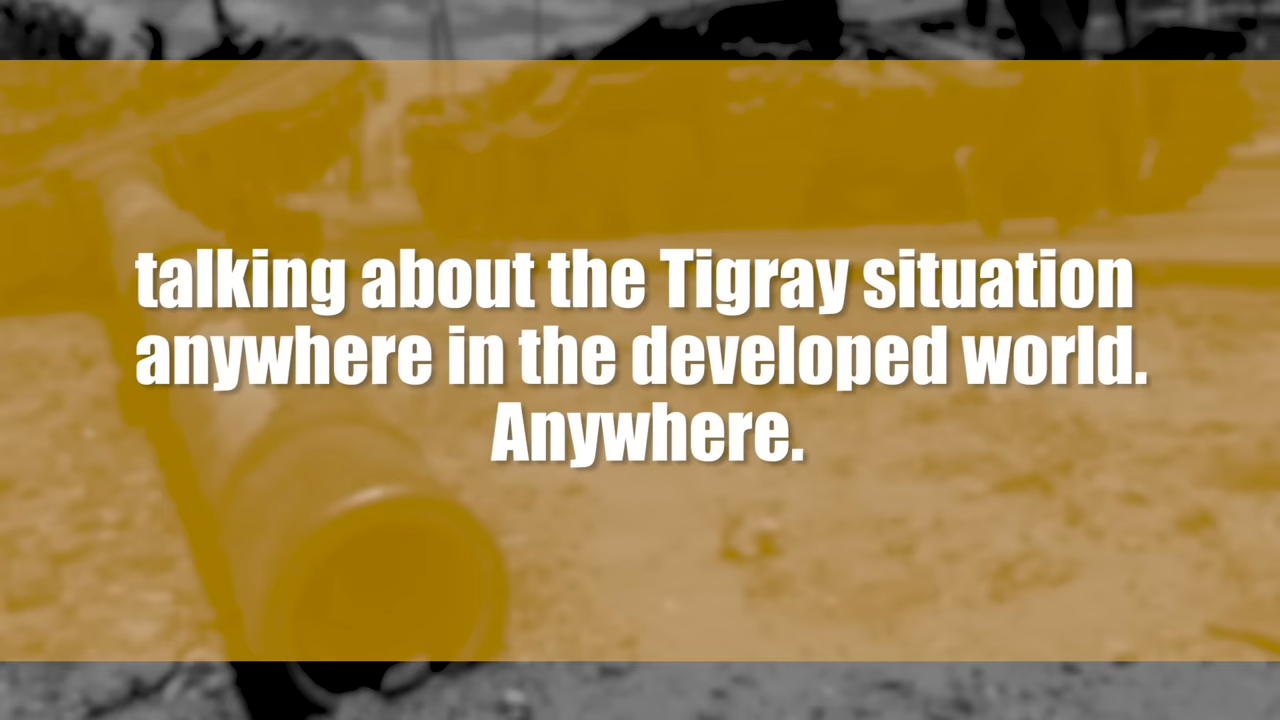 talking about the Tigray situation
anywhere in the developed world.
Anywhere.